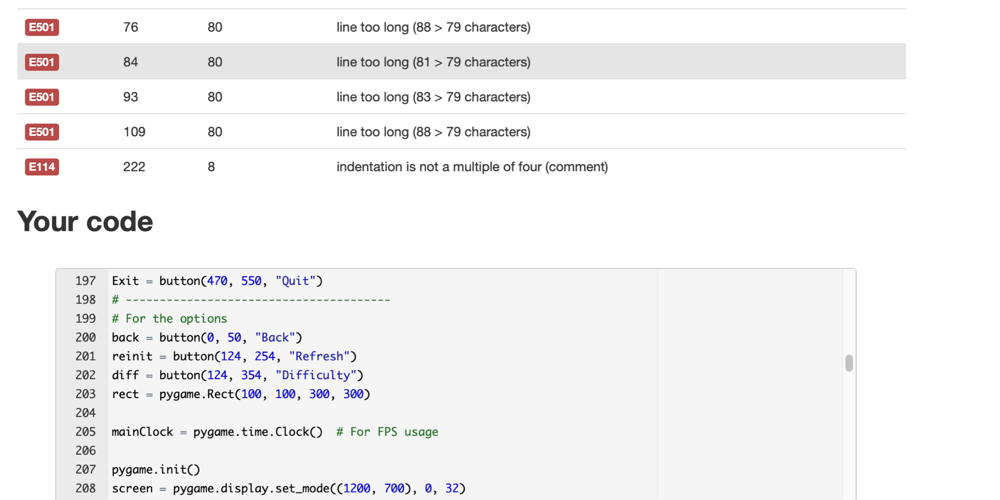 E501 76 80 line too long (88 > 79 characters)
E501 84 80 line too long (81 > 79 characters)
E501 93 80 line too long (83 > 79 characters)
E501 109 80 line too long (88 > 79 characters)
E114 222 8 indentation is not a multiple of four (comment)
Your code
197 Exit = button(470, 550, "Quit")
198 # ---------------------------------------
199 # For the options
200 back = button(0, 50, "Back")
201 reinit = button(124, 254, "Refresh")
202 diff = button(124, 354, "Difficulty")
203 rect = pygame.Rect(100, 100, 300, 300)
204
205 mainClock = pygame.time.Clock()  # For FPS usage
206
207 pygame.init()
208 screen = pygame.display.set_mode((1200, 700), 0, 32)